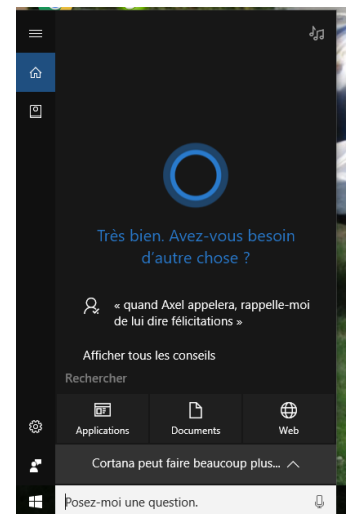 Très bien. Avez-vous besoin
d'autre chose ?
« quand Axel appelera, rappelle-moi
de lui dire félicitations »
Afficher tous les conseils
Rechercher
Applications
Documents
Web
Cortana peut faire beaucoup plus...
Posez-moi une question.